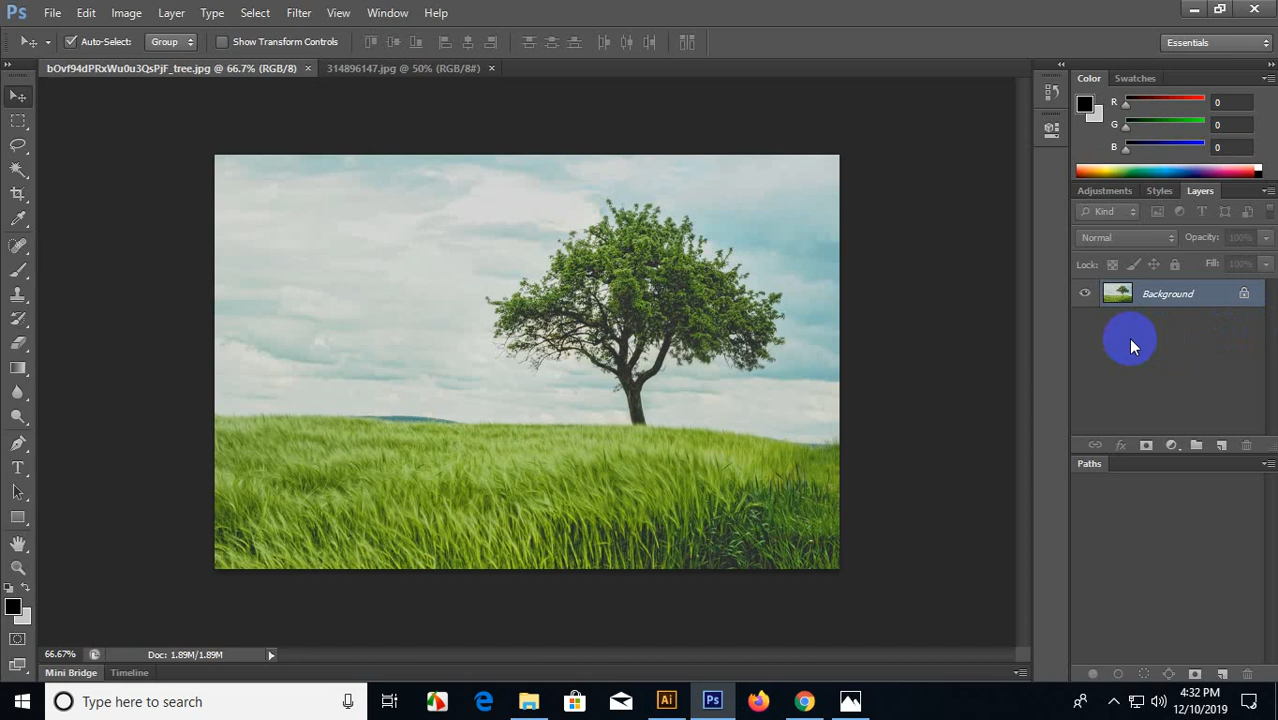 Ps File Edit Image Layer Type Select Filter View Window Help
Auto-Select: Group Show Transform Controls Essentials
bOvf94dPRxWu0u3QsPjF_tree.jpg @ 66.7% (RGB/8) × 314896147.jpg @ 50% (RGB/8#) ×
Color Swatches
R 0
G 0
B 0
Adjustments Styles Layers
Kind
Normal Opacity: 100%
Lock: Fill: 100%
Background
Paths
66.67% Doc: 1.89M/1.89M
Mini Bridge Timeline
Type here to search
Ai Ps
4:32 PM
12/10/2019